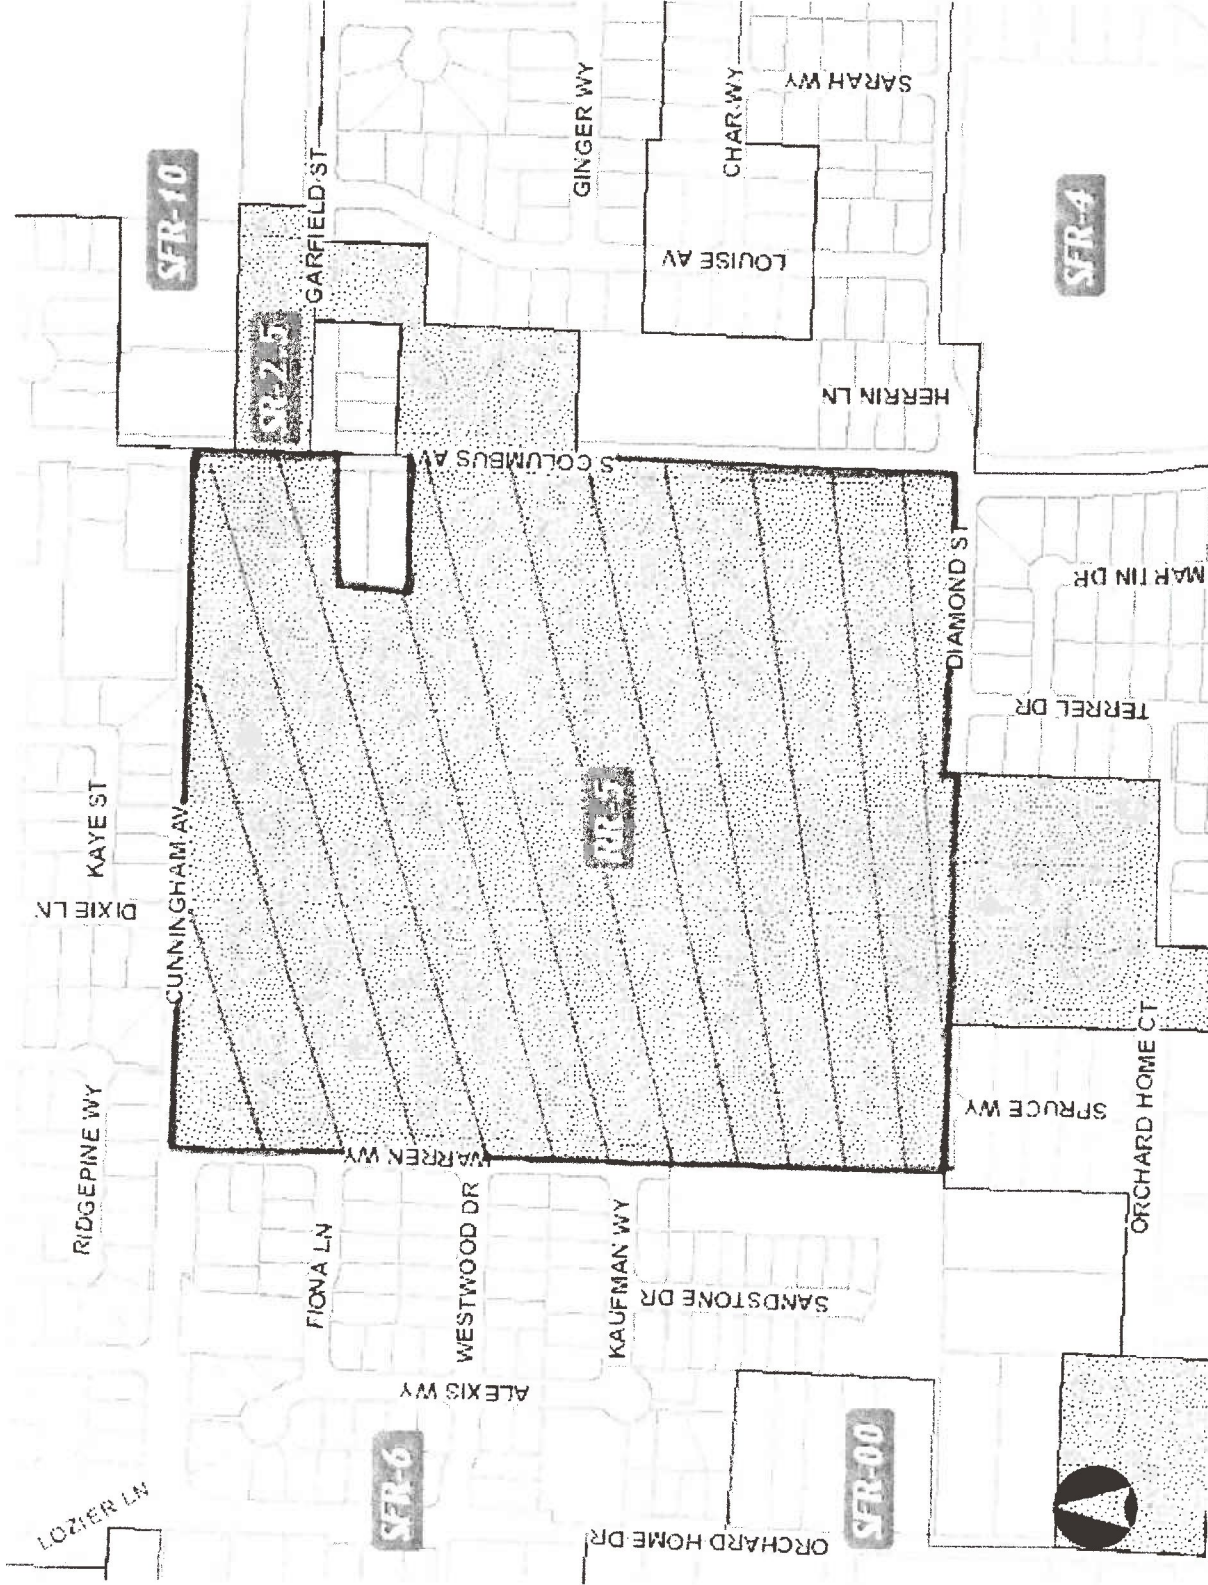 LOZIER LN
RIDGEPINE WY
DIXIE LN
KAYE ST
SFR-10
CUNNINGHAM AV
SR-2.5
GARFIELD ST
FIONA LN
WARREN WY
S COLUMBUS AV
GINGER WY
SFR-6
ALEXIS WY
WESTWOOD DR
KAUFMAN WY
RR-5
LOUISE AV
CHAR WY
SARAH WY
ORCHARD HOME DR
SANDSTONE DR
SFR-00
HERRIN LN
DIAMOND ST
SPRUCE WY
TERREL DR
MARTIN DR
SFR-4
ORCHARD HOME CT